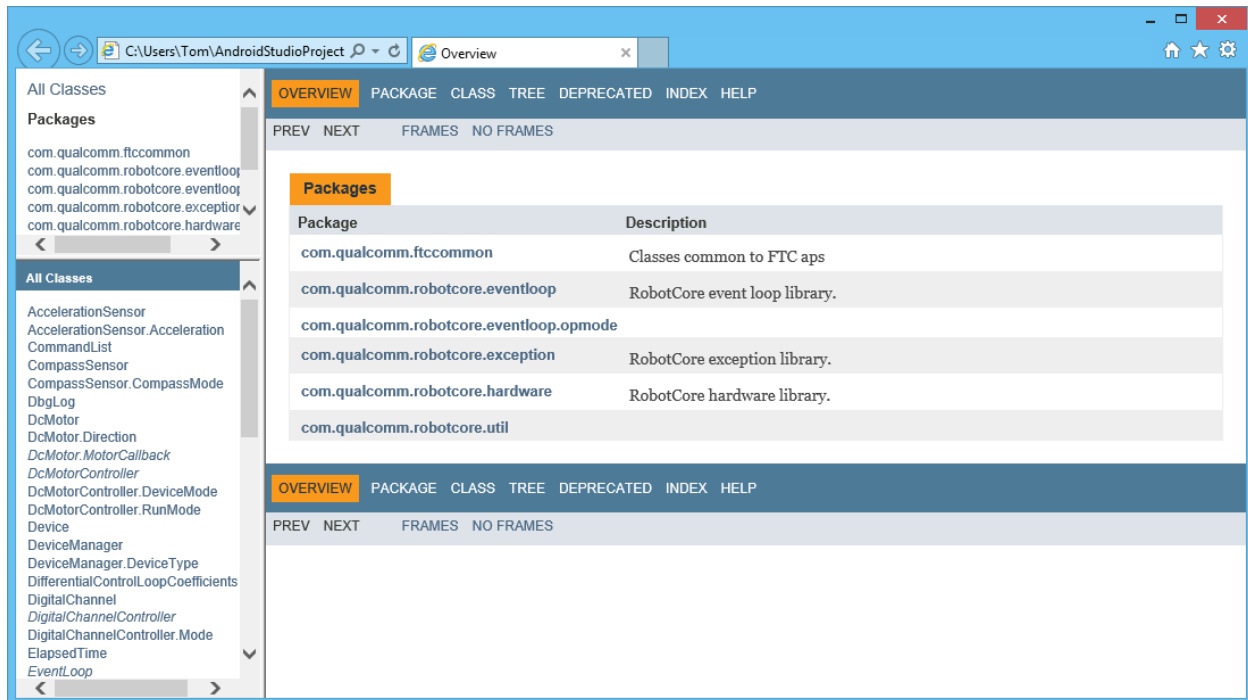 C:\Users\Tom\AndroidStudioProject
Overview
All Classes
Packages
com.qualcomm.ftccommon
com.qualcomm.robotcore.eventloop
com.qualcomm.robotcore.eventloop
com.qualcomm.robotcore.exception
com.qualcomm.robotcore.hardware
All Classes
AccelerationSensor
AccelerationSensor.Acceleration
CommandList
CompassSensor
CompassSensor.CompassMode
DbgLog
DcMotor
DcMotor.Direction
DcMotor.MotorCallback
DcMotorController
DcMotorController.DeviceMode
DcMotorController.RunMode
Device
DeviceManager
DeviceManager.DeviceType
DifferentialControlLoopCoefficients
DigitalChannel
DigitalChannelController
DigitalChannelController.Mode
ElapsedTime
EventLoop
OVERVIEW PACKAGE CLASS TREE DEPRECATED INDEX HELP
PREV NEXT FRAMES NO FRAMES
Packages
Package Description
com.qualcomm.ftccommon Classes common to FTC aps
com.qualcomm.robotcore.eventloop RobotCore event loop library.
com.qualcomm.robotcore.eventloop.opmode
com.qualcomm.robotcore.exception RobotCore exception library.
com.qualcomm.robotcore.hardware RobotCore hardware library.
com.qualcomm.robotcore.util
OVERVIEW PACKAGE CLASS TREE DEPRECATED INDEX HELP
PREV NEXT FRAMES NO FRAMES